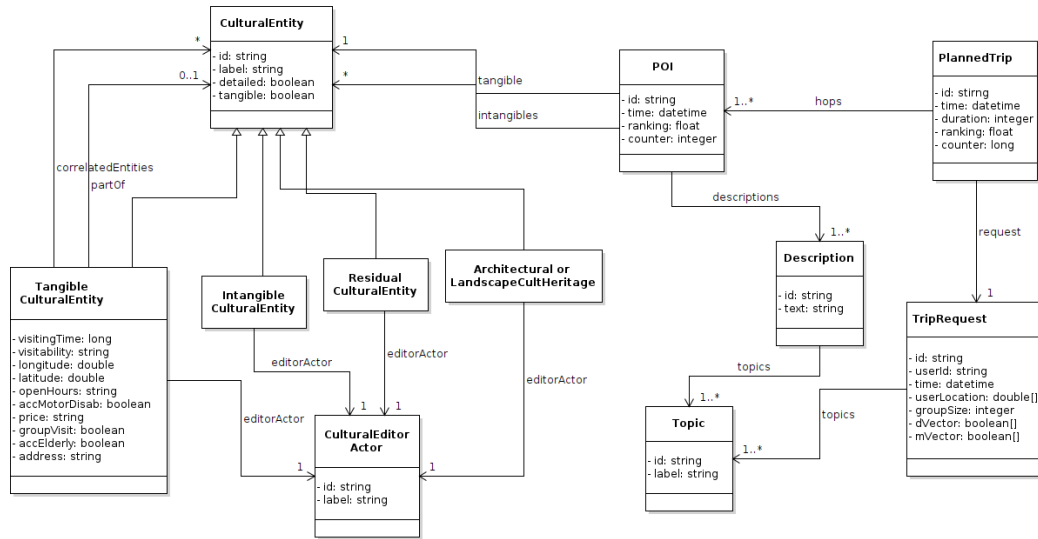 CulturalEntity
- id: string
- label: string
- detailed: boolean
- tangible: boolean
*
0..1
1
*
tangible
intangibles
POI
- id: strirng
- time: datetime
- ranking: float
- counter: integer
1..*
hops
PlannedTrip
- id: stirng
- time: datetime
- duration: integer
- ranking: float
- counter: long
correlatedEntities
partOf
descriptions
1..*
request
1
Tangible
CulturalEntity
- visitingTime: long
- visitability: string
- longitude: double
- latitude: double
- openHours: string
- accMotorDisab: boolean
- price: string
- groupVisit: boolean
- accElderly: boolean
- address: string
Intangible
CulturalEntity
Residual
CulturalEntity
Architectural or
LandscapeCultHeritage
Description
- id: string
- text: string
TripRequest
- id: string
- userId: string
- time: datetime
- userLocation: double[]
- groupSize: integer
- dVector: boolean[]
- mVector: boolean[]
editorActor
editorActor
editorActor
editorActor
1
1
1
1
CulturalEditor
Actor
- id: string
- label: string
topics
1..*
topics
1..*
Topic
- id: string
- label: string